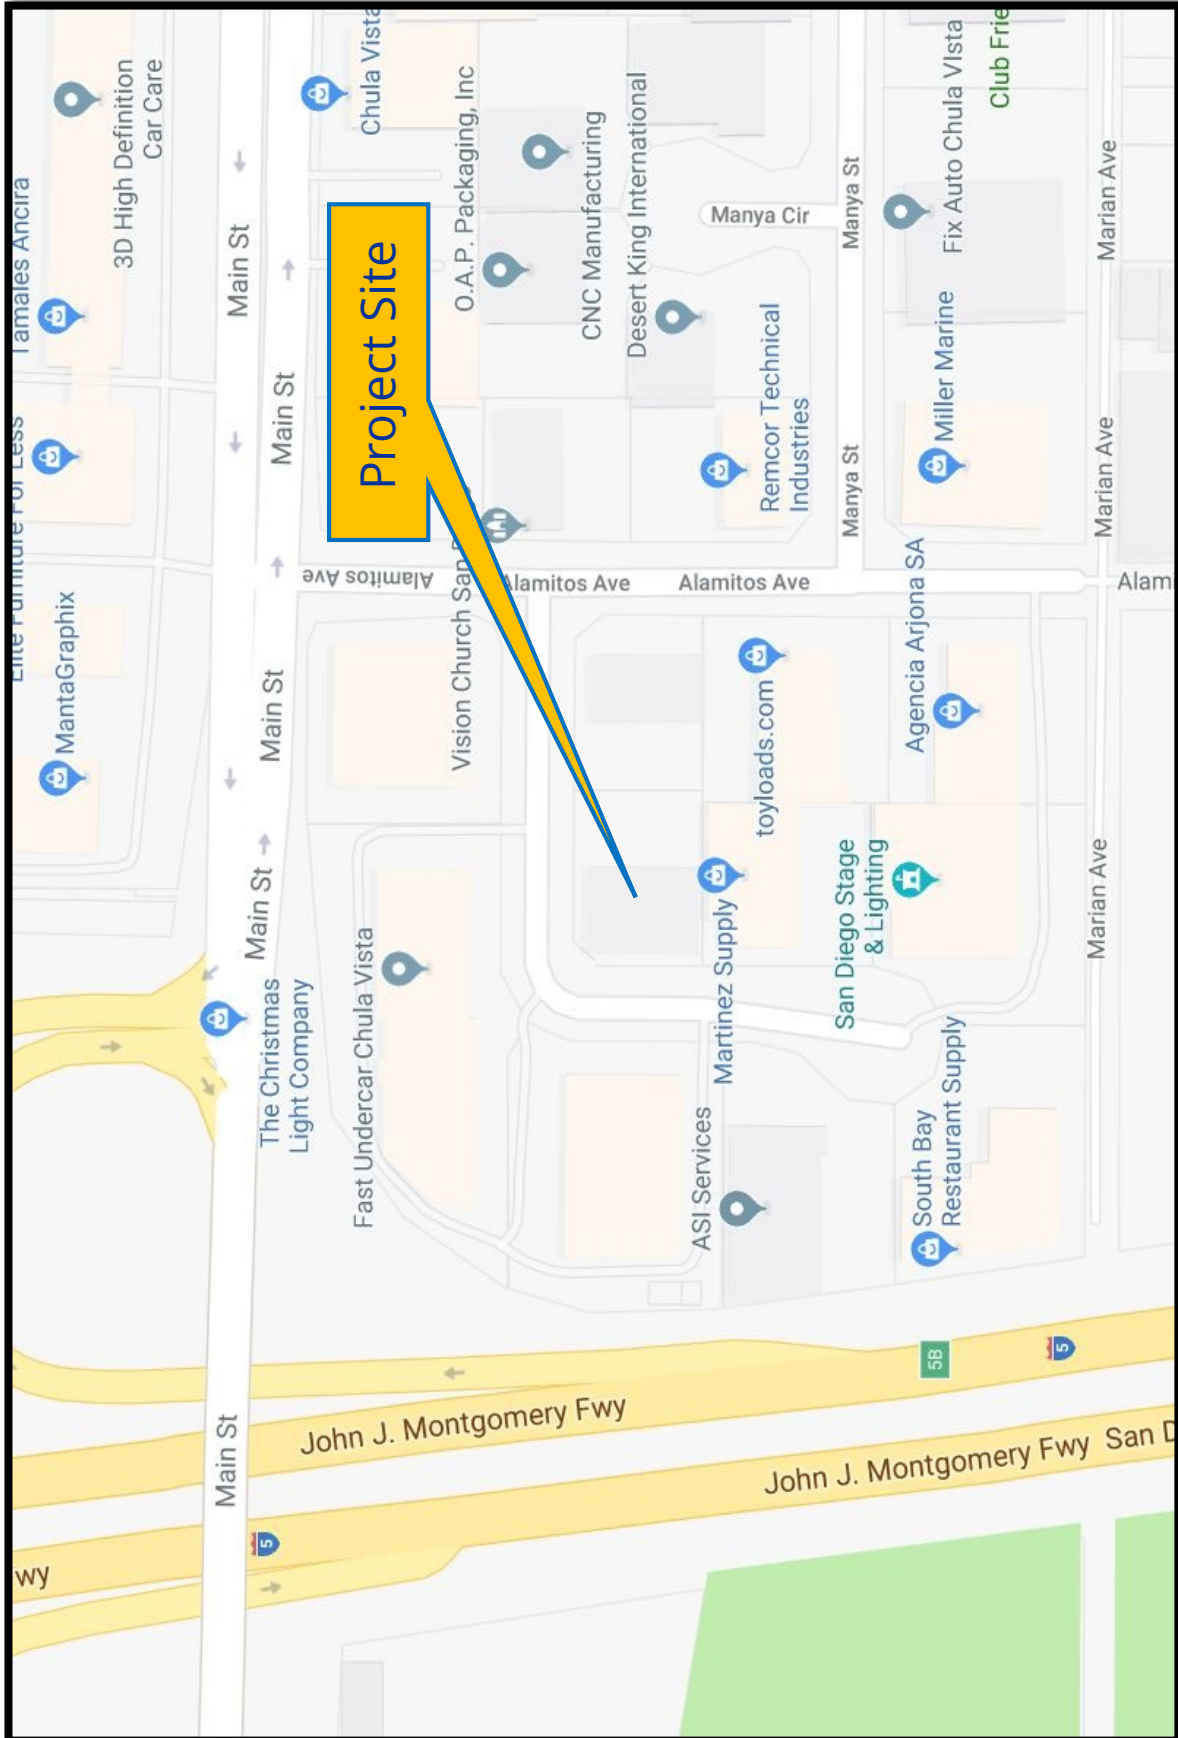 wy
Elite Furniture For Less
Tamales Ancira
MantaGraphix
3D High Definition
Car Care
Main St
5
The Christmas
Light Company
Main St
Main St
Main St
Main St
John J. Montgomery Fwy
Fast Undercar Chula Vista
Alamitos Ave
Project Site
Chula Vista
Vision Church San
O.A.P. Packaging, Inc
Alamitos Ave
CNC Manufacturing
Desert King International
ASI Services
Martinez Supply
toyloads.com
Alamitos Ave
Remcor Technical
Industries
Manya Cir
John J. Montgomery Fwy
San Diego Stage
& Lighting
Manya St
Manya St
5B
South Bay
Restaurant Supply
Agencia Arjona SA
Miller Marine
Fix Auto Chula VIsta
Club Frie
5
Marian Ave
Marian Ave
Marian Ave
Alami
San D